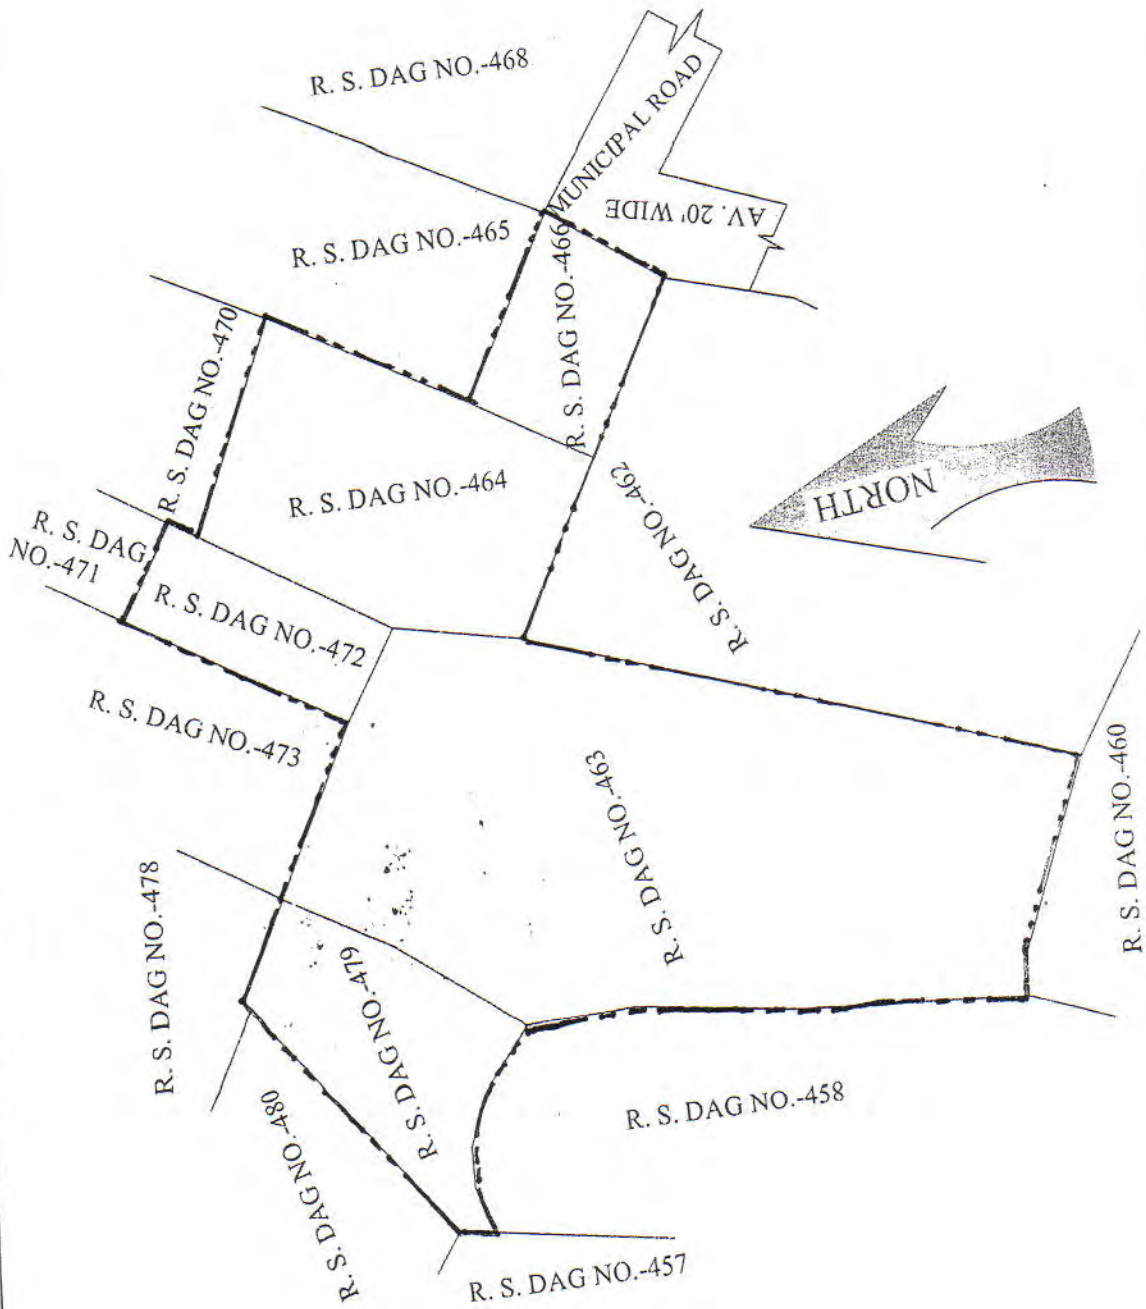 R. S. DAG NO.-468
MUNICIPAL ROAD
AV. 20' WIDE
R. S. DAG NO.-465
R. S. DAG NO.-466
R. S. DAG NO.-470
R. S. DAG NO.-464
R. S. DAG NO.-462
NORTH
R. S. DAG
NO.-471
R. S. DAG NO.-472
R. S. DAG NO.-473
R. S. DAG NO.-463
R. S. DAG NO.-460
R. S. DAG NO.-478
R. S. DAG NO.-479
R. S. DAG NO.-458
R. S. DAG NO.-480
R. S. DAG NO.-457